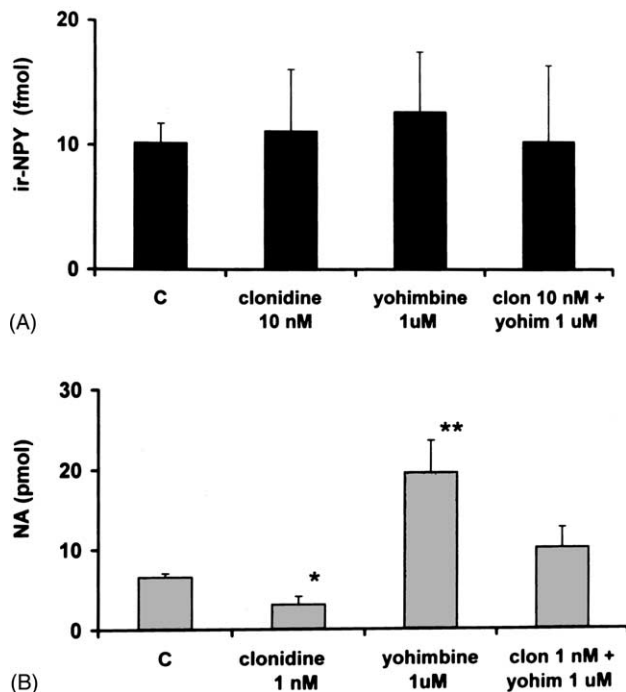 20
10
0
ir-NPY (fmol)
C
clonidine
10 nM
yohimbine
1uM
clon 10 nM +
yohim 1 uM
(A)
30
20
10
0
NA (pmol)
*
**
C
clonidine
1 nM
yohimbine
1uM
clon 1 nM +
yohim 1 uM
(B)